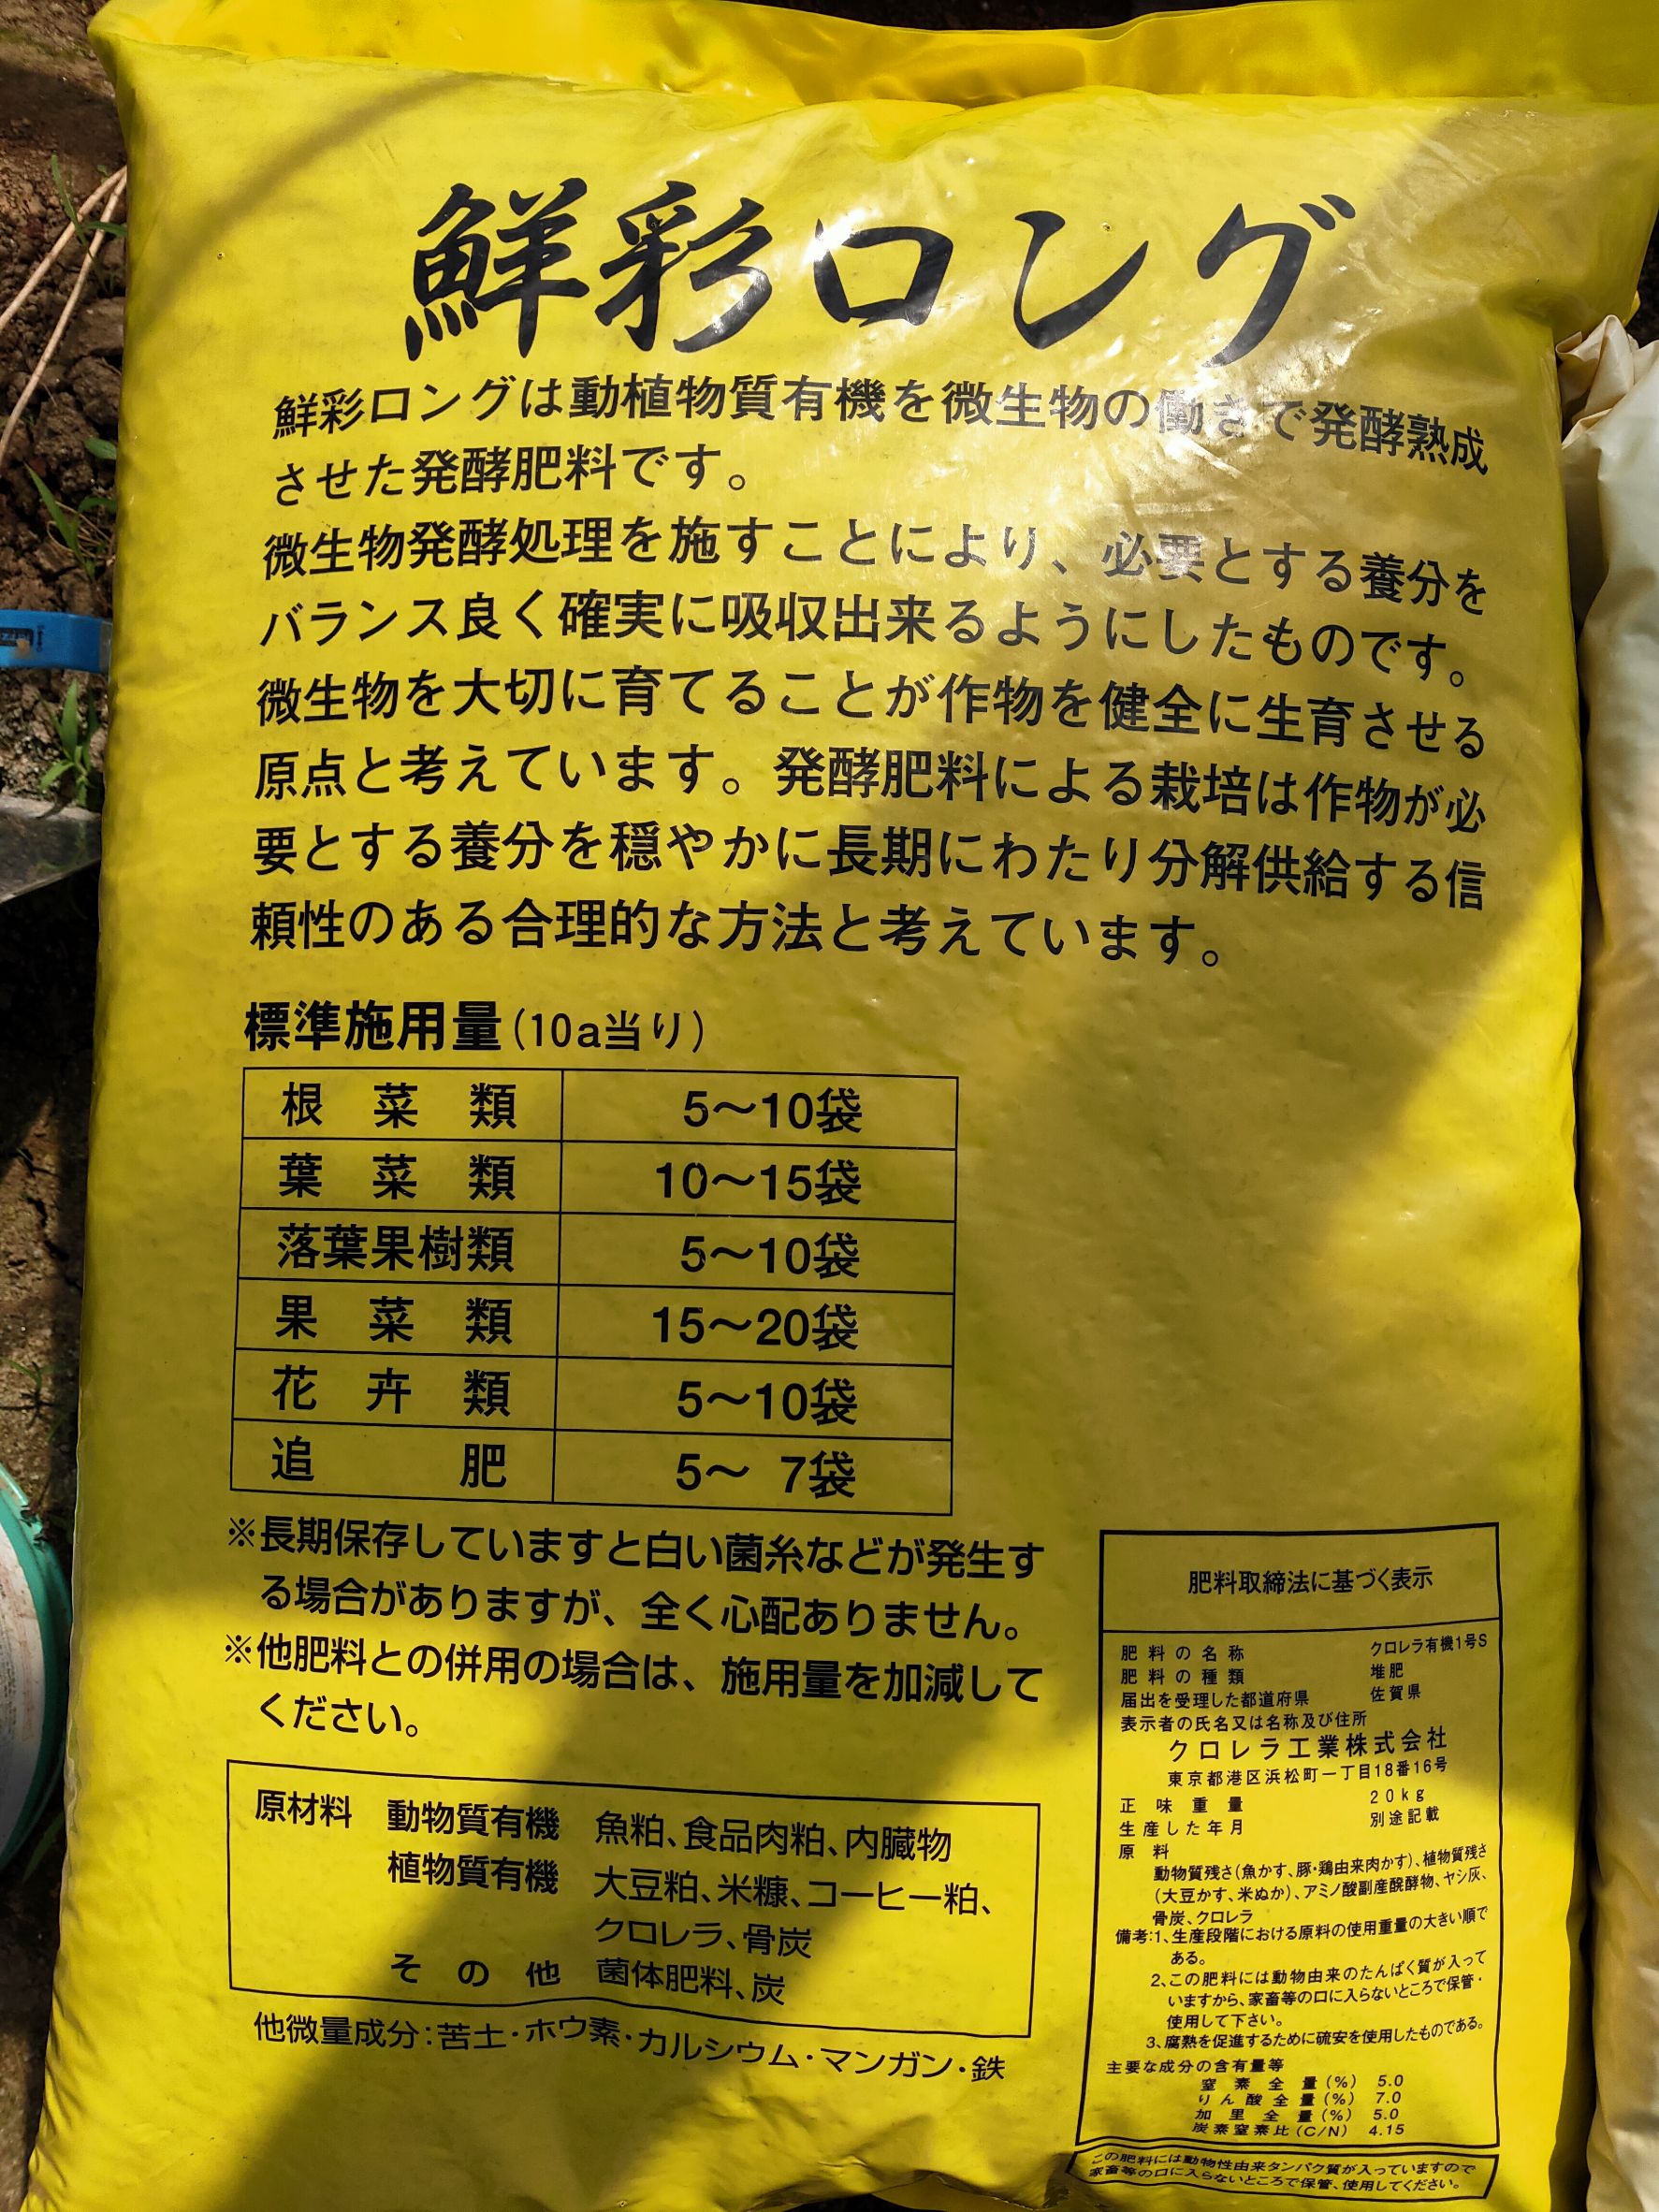 鮮彩ロング
鮮彩ロングは動植物質有機を微生物の働きで発酵熟成
させた発酵肥料です。
微生物発酵処理を施すことにより、必要とする養分を
バランス良く確実に吸収出来るようにしたものです。
微生物を大切に育てることが作物を健全に生育させる
原点と考えています。発酵肥料による栽培は作物が必
要とする養分を穏やかに長期にわたり分解供給する信
頼性のある合理的な方法と考えています。
標準施用量(10a当り)
根菜類 5〜10袋
葉菜類 10〜15袋
落葉果樹類 5〜10袋
果菜類 15〜20袋
花卉類 5〜10袋
追肥 5〜 7袋
※長期保存していますと白い菌糸などが発生す
る場合がありますが、全く心配ありません。
※他肥料との併用の場合は、施用量を加減して
ください。
原材料 動物質有機 魚粕、食品肉粕、内臓物
植物質有機 大豆粕、米糠、コーヒー粕、
クロレラ、骨炭
その他 菌体肥料、炭
他微量成分:苦土・ホウ素・カルシウム・マンガン・鉄
肥料取締法に基づく表示
肥料の名称 クロレラ有機1号S
肥料の種類 堆肥
届出を受理した都道府県 佐賀県
表示者の氏名又は名称及び住所
クロレラ工業株式会社
東京都港区浜松町一丁目18番16号
正味重量 20kg
生産した年月 別途記載
原料
動物質残さ(魚かす、豚・鶏由来肉かす)、植物質残さ
(大豆かす、米ぬか)、アミノ酸副産醗酵物、ヤシ灰、
骨炭、クロレラ
備考:1、生産段階における原料の使用重量の大きい順で
ある。
2、この肥料には動物由来のたんぱく質が入って
いますから、家畜等の口に入らないところで保管・
使用して下さい。
3、腐熟を促進するために硫安を使用したものである。
主要な成分の含有量等
窒素全量(%) 5.0
りん酸全量(%) 7.0
加里全量(%) 5.0
炭素窒素比(C/N) 4.15
この肥料には動物性由来タンパク質が入っていますので
家畜等の口に入らないところで保管、使用してください。